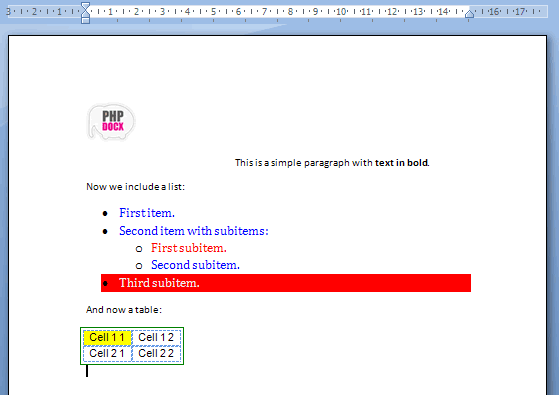 3 2 1 1 2 3 4 5 6 7 8 9 10 11 12 13 14 16 17
PHP
DOCX
This is a simple paragraph with text in bold.
Now we include a list:
• First item.
• Second item with subitems:
o First subitem.
o Second subitem.
• Third subitem.
And now a table:
Cell 1 1 Cell 1 2
Cell 2 1 Cell 2 2